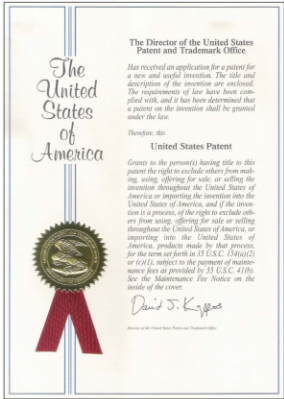 The
United
States
of
America
The Director of the United States
Patent and Trademark Office
Has received an application for a patent for
a new and useful invention. The title and
description of the invention are enclosed.
The requirements of law have been com-
plied with, and it has been determined that
a patent on the invention shall be granted
under the law.
Therefore, this
United States Patent
Grants to the person(s) having title to this
patent the right to exclude others from mak-
ing, using, offering for sale, or selling the
invention throughout the United States of
America or importing the invention into the
United States of America, and if the inven-
tion is a process, of the right to exclude oth-
ers from using, offering for sale or selling
throughout the United States of America, or
importing into the United States of
America, products made by that process,
for the term set forth in 35 U.S.C. 154(a)(2)
or (c)(1), subject to the payment of mainte-
nance fees as provided by 35 U.S.C. 41(b).
See the Maintenance Fee Notice on the
inside of the cover.
David J. Kappos
Director of the United States Patent and Trademark Office